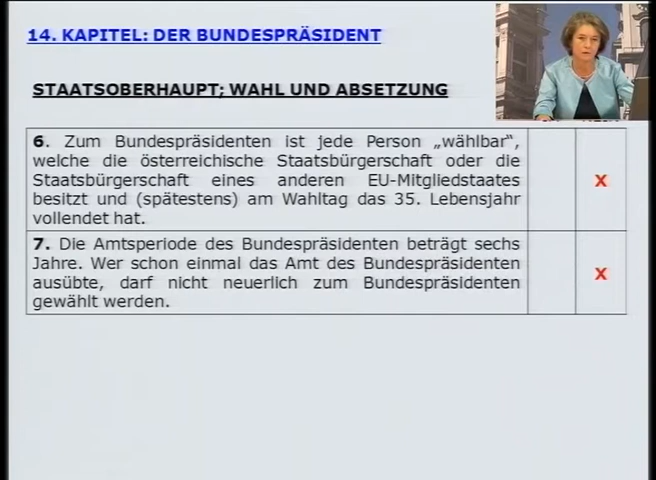 14. KAPITEL: DER BUNDESPRÄSIDENT
STAATSOBERHAUPT; WAHL UND ABSETZUNG
6. Zum Bundespräsidenten ist jede Person „wählbar“,
welche die österreichische Staatsbürgerschaft oder die
Staatsbürgerschaft eines anderen EU-Mitgliedstaates
besitzt und (spätestens) am Wahltag das 35. Lebensjahr
vollendet hat.
X
7. Die Amtsperiode des Bundespräsidenten beträgt sechs
Jahre. Wer schon einmal das Amt des Bundespräsidenten
ausübte, darf nicht neuerlich zum Bundespräsidenten
gewählt werden.
X